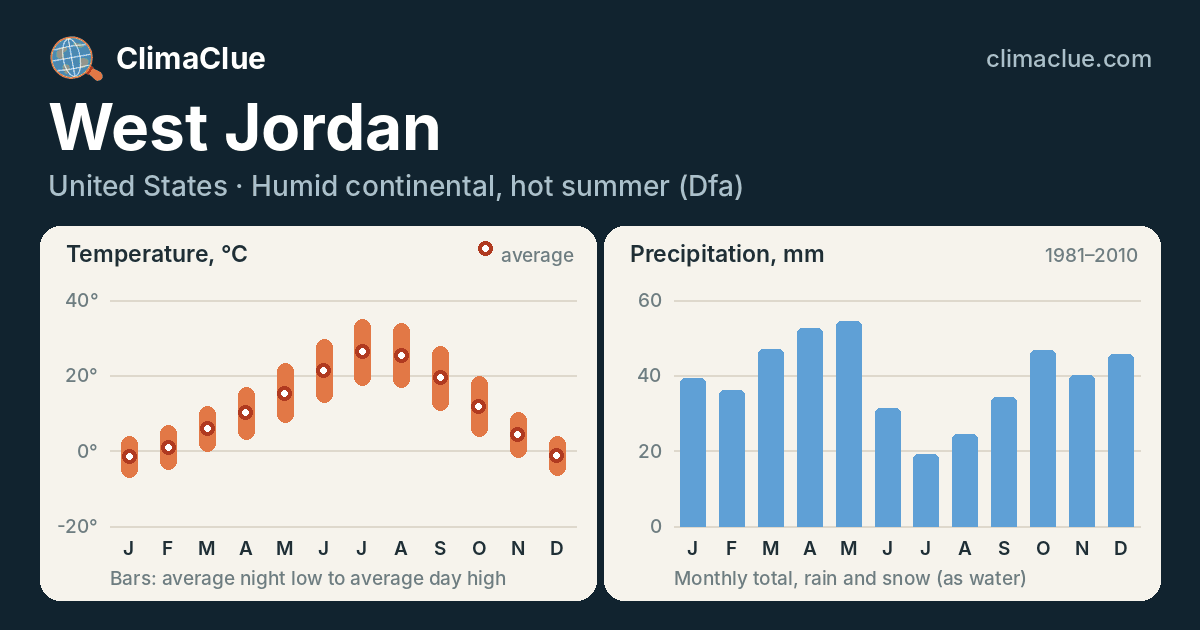 ClimaClue
climaclue.com
West Jordan
United States · Humid continental, hot summer (Dfa)
Temperature, °C
average
40°
20°
0°
-20°
J F M A M J J A S O N D
Bars: average night low to average day high
Precipitation, mm
1981–2010
60
40
20
0
J F M A M J J A S O N D
Monthly total, rain and snow (as water)